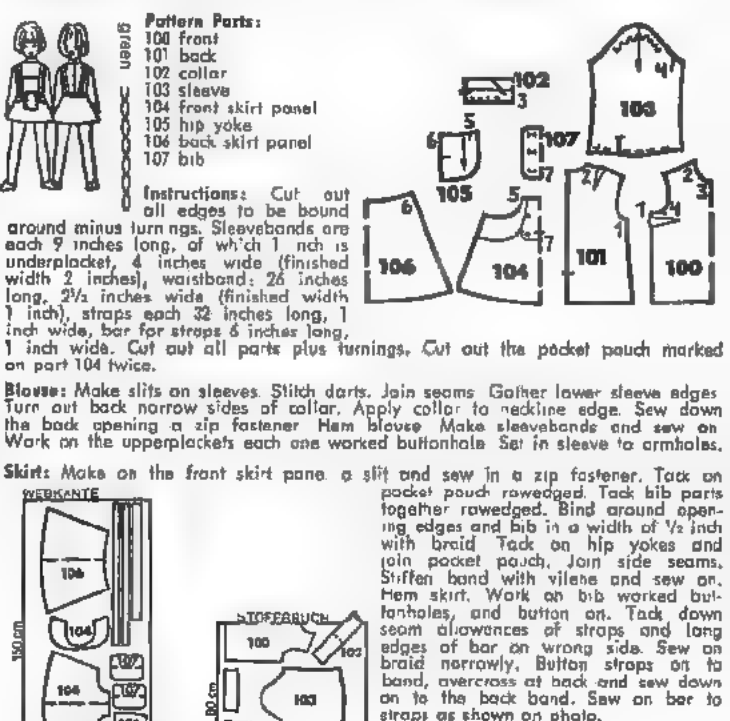 green
Pattern Parts:
100 front
101 back
102 collar
103 sleeve
104 front skirt panel
105 hip yoke
106 back skirt panel
107 bib
Instructions: Cut out
all edges to be bound
around minus turnings. Sleevebands are
each 9 inches long, of which 1 inch is
underplacket, 4 inches wide (finished
width 2 inches), waistband: 26 inches
long, 2½ inches wide (finished width
1 inch), straps each 32 inches long, 1
inch wide, bar for straps 6 inches long,
1 inch wide. Cut out all parts plus turnings. Cut out the pocket pouch marked
on part 104 twice.
102
3
103
4
5
6
105
107
7
6
106
5
7
104
2
1
101
2
3
1
4
100
Blouse: Make slits on sleeves. Stitch darts. Join seams. Gather lower sleeve edges
Turn out back narrow sides of collar. Apply collar to neckline edge. Sew down
the back opening a zip fastener. Hem blouse. Make sleevebands and sew on
Work on the upperplackets each one worked buttonhole. Set in sleeve to armholes.
Skirt: Make on the front skirt panel a slit and sew in a zip fastener. Tack on
pocket pouch rawedged. Tack bib parts
together rawedged. Bind around open-
ing edges and bib in a width of ½ inch
with braid. Tack on hip yokes and
join pocket pouch. Join side seams.
Stiffen band with vilene and sew on.
Hem skirt. Work on bib worked but-
tonholes, and button on. Tack down
seam allowances of straps and long
edges of bar on wrong side. Sew on
braid narrowly. Button straps on to
band, overcross at back and sew down
on to the back band. Sew on bar to
straps as shown on photo.
WEBKANTE
150 cm
106
104
107
104
107
STOFFBRUCH
80 cm
100
102
103